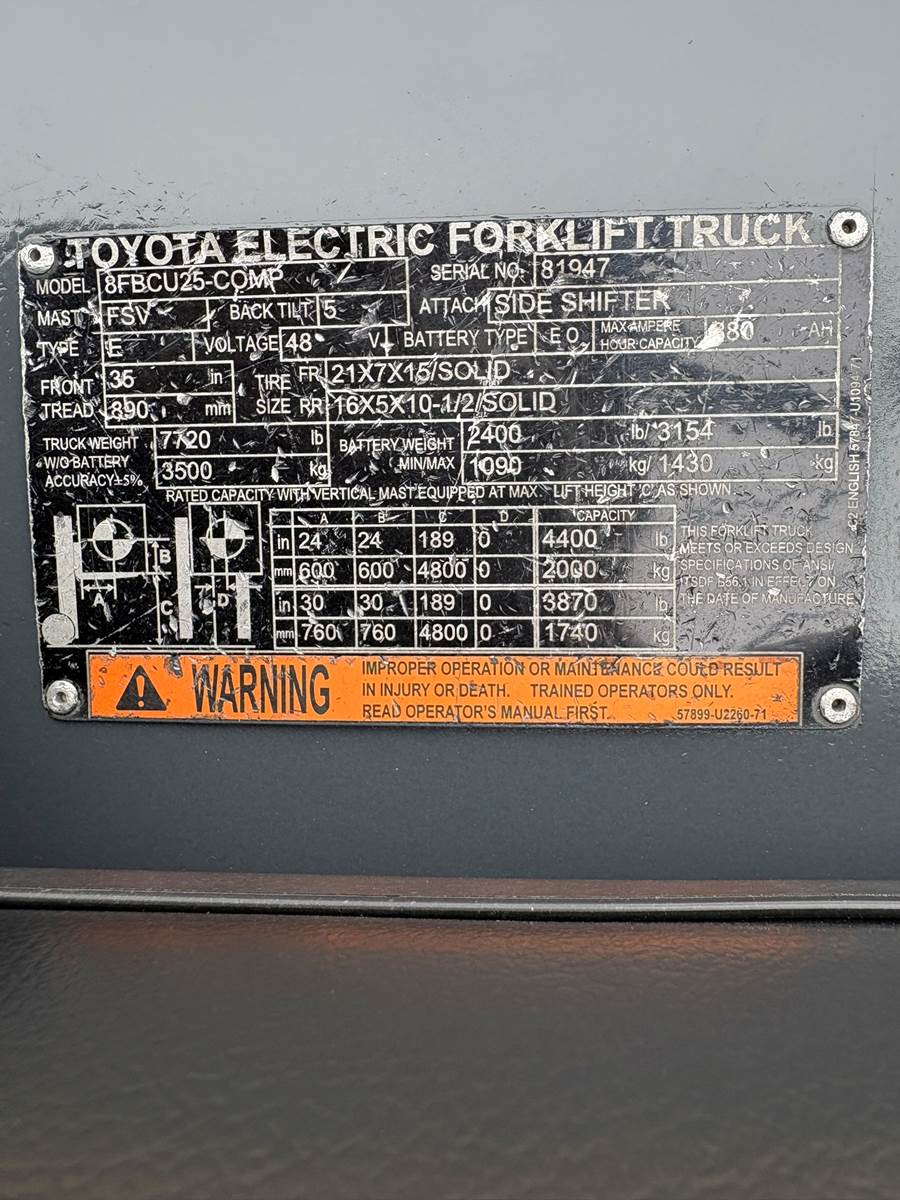 TOYOTA ELECTRIC FORKLIFT TRUCK
MODEL 8FBCU25-COMP SERIAL NO. 81947
MAST FSV BACK TILT 5 ATTACH SIDE SHIFTER
TYPE E VOLTAGE 48 V BATTERY TYPE E O MAX AMPERE HOUR CAPACITY AH
FRONT TREAD 35 in TIRE SIZE FR 21X7X15/SOLID
890 mm RR 16X5X10-1/2/SOLID
TRUCK WEIGHT W/O BATTERY ACCURACY±5% 7720 lb BATTERY WEIGHT MIN/MAX 2400 lb/ 3154 lb
3500 kg 1090 kg/ 1430 kg
RATED CAPACITY WITH VERTICAL MAST EQUIPPED AT MAX. LIFT HEIGHT 'C' AS SHOWN
A B C D CAPACITY
in 24 24 189 0 4400 lb
mm 600 600 4800 0 2000 kg
in 30 30 189 0 3870 lb
mm 760 760 4800 0 1740 kg
A B C D
THIS FORKLIFT TRUCK
MEETS OR EXCEEDS DESIGN
SPECIFICATIONS OF ANSI/
ITSDF B56.1 IN EFFECT ON
THE DATE OF MANUFACTURE
C2 ENGLISH
WARNING
IMPROPER OPERATION OR MAINTENANCE COULD RESULT
IN INJURY OR DEATH. TRAINED OPERATORS ONLY.
READ OPERATOR'S MANUAL FIRST. 57899-U2260-71